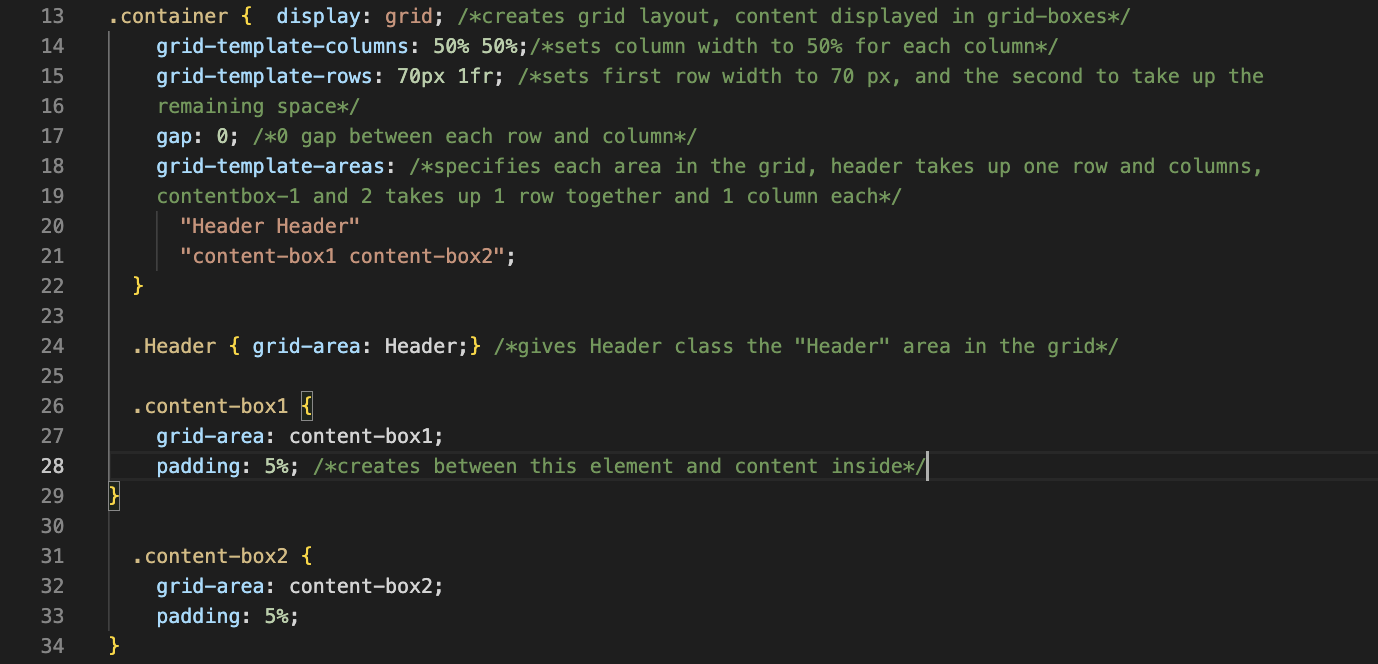 13 .container {  display: grid; /*creates grid layout, content displayed in grid-boxes*/
14 grid-template-columns: 50% 50%;/*sets column width to 50% for each column*/
15 grid-template-rows: 70px 1fr; /*sets first row width to 70 px, and the second to take up the
16 remaining space*/
17 gap: 0; /*0 gap between each row and column*/
18 grid-template-areas: /*specifies each area in the grid, header takes up one row and columns,
19 contentbox-1 and 2 takes up 1 row together and 1 column each*/
20 "Header Header"
21 "content-box1 content-box2";
22 }
23
24 .Header { grid-area: Header;} /*gives Header class the "Header" area in the grid*/
25
26 .content-box1 {
27 grid-area: content-box1;
28 padding: 5%; /*creates between this element and content inside*/
29 }
30
31 .content-box2 {
32 grid-area: content-box2;
33 padding: 5%;
34 }